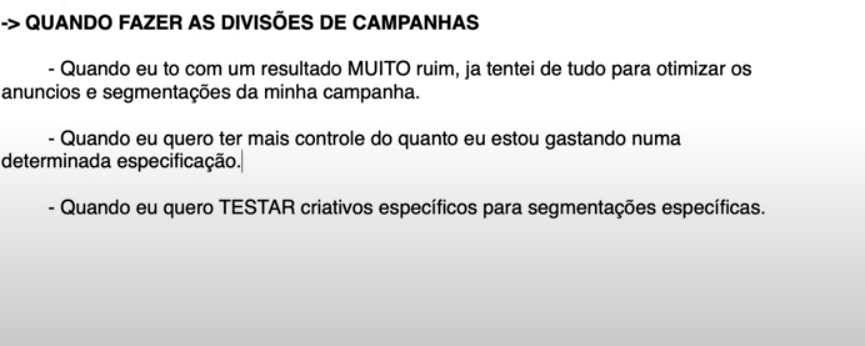 -> QUANDO FAZER AS DIVISÕES DE CAMPANHAS
- Quando eu to com um resultado MUITO ruim, ja tentei de tudo para otimizar os
anuncios e segmentações da minha campanha.
- Quando eu quero ter mais controle do quanto eu estou gastando numa
determinada especificação.
- Quando eu quero TESTAR criativos específicos para segmentações específicas.